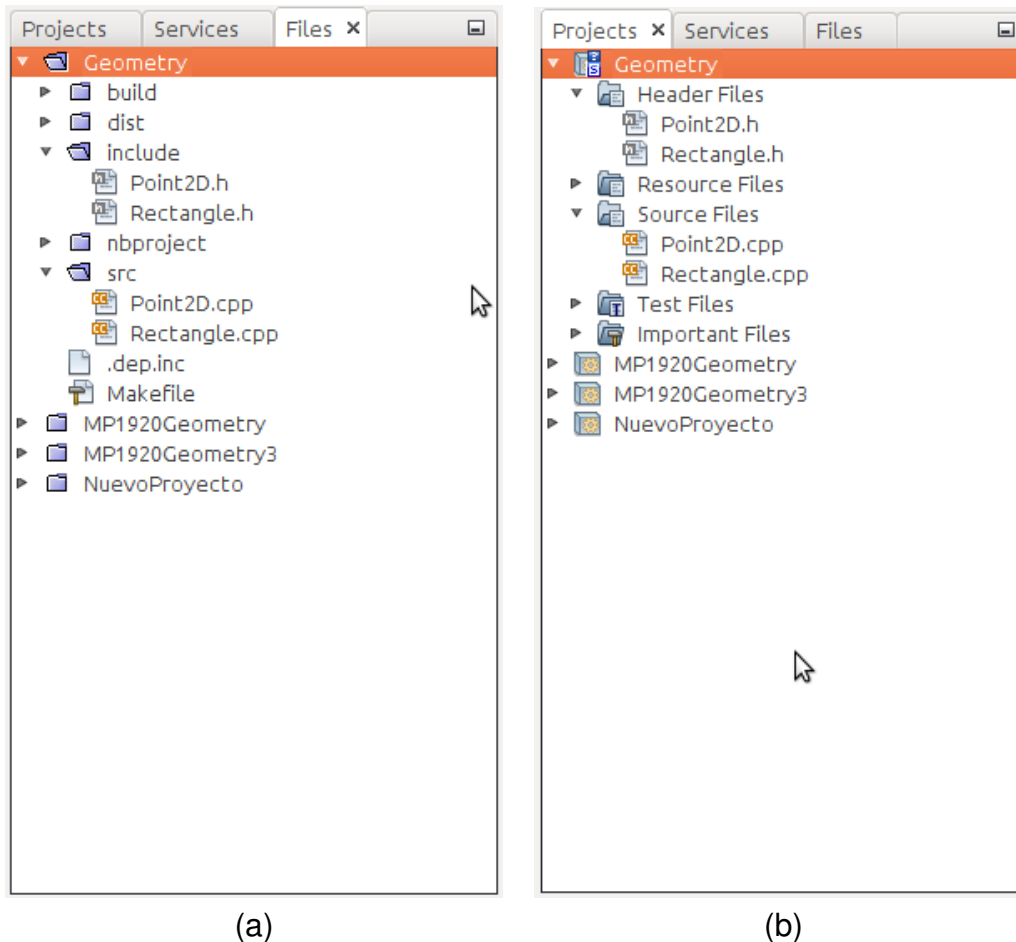 Projects Services Files
Geometry
build
dist
include
Point2D.h
Rectangle.h
nbproject
src
Point2D.cpp
Rectangle.cpp
.dep.inc
Makefile
MP1920Geometry
MP1920Geometry3
NuevoProyecto
(a)
Projects Services Files
Geometry
Header Files
Point2D.h
Rectangle.h
Resource Files
Source Files
Point2D.cpp
Rectangle.cpp
Test Files
Important Files
MP1920Geometry
MP1920Geometry3
NuevoProyecto
(b)